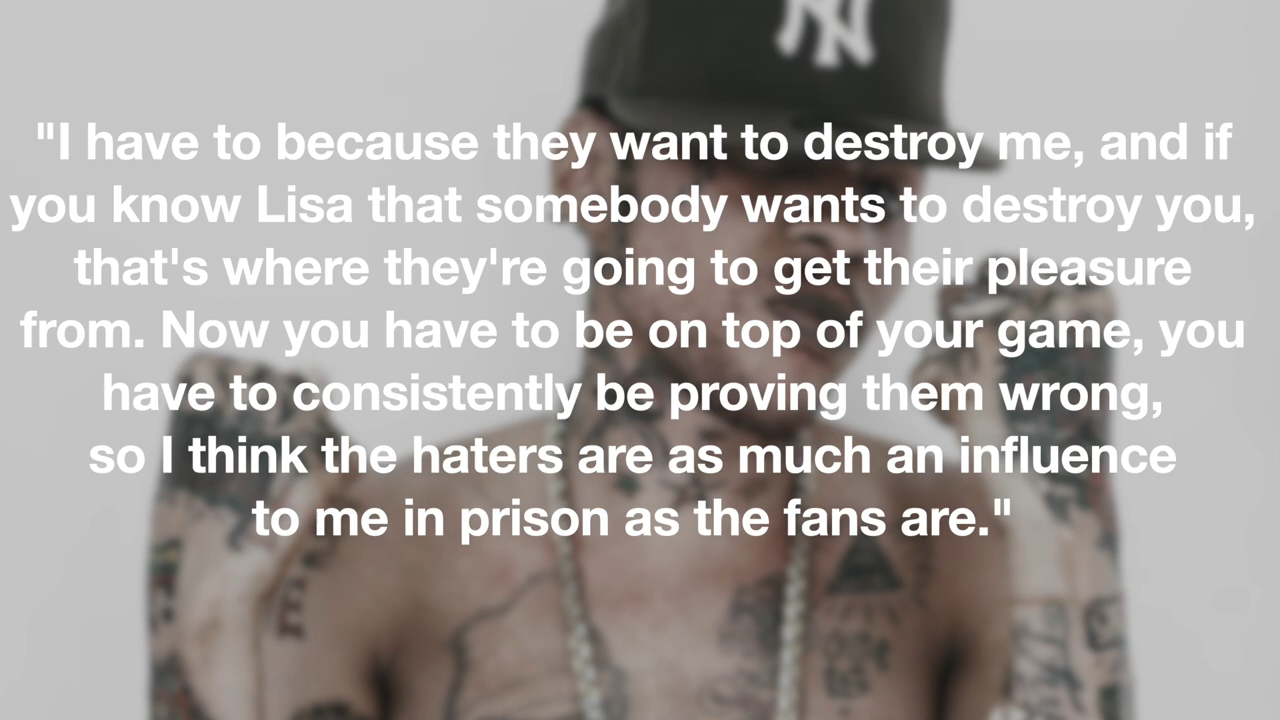 NY
"I have to because they want to destroy me, and if
you know Lisa that somebody wants to destroy you,
that's where they're going to get their pleasure
from. Now you have to be on top of your game, you
have to consistently be proving them wrong,
so I think the haters are as much an influence
to me in prison as the fans are."